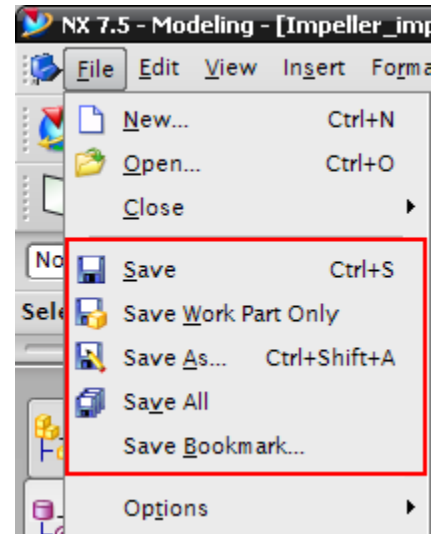 NX 7.5 - Modeling - [Impeller_imp
File Edit View Insert Forma
New... Ctrl+N
Open... Ctrl+O
Close
No
Save Ctrl+S
Sele
Save Work Part Only
Save As... Ctrl+Shift+A
Save All
Save Bookmark...
Options